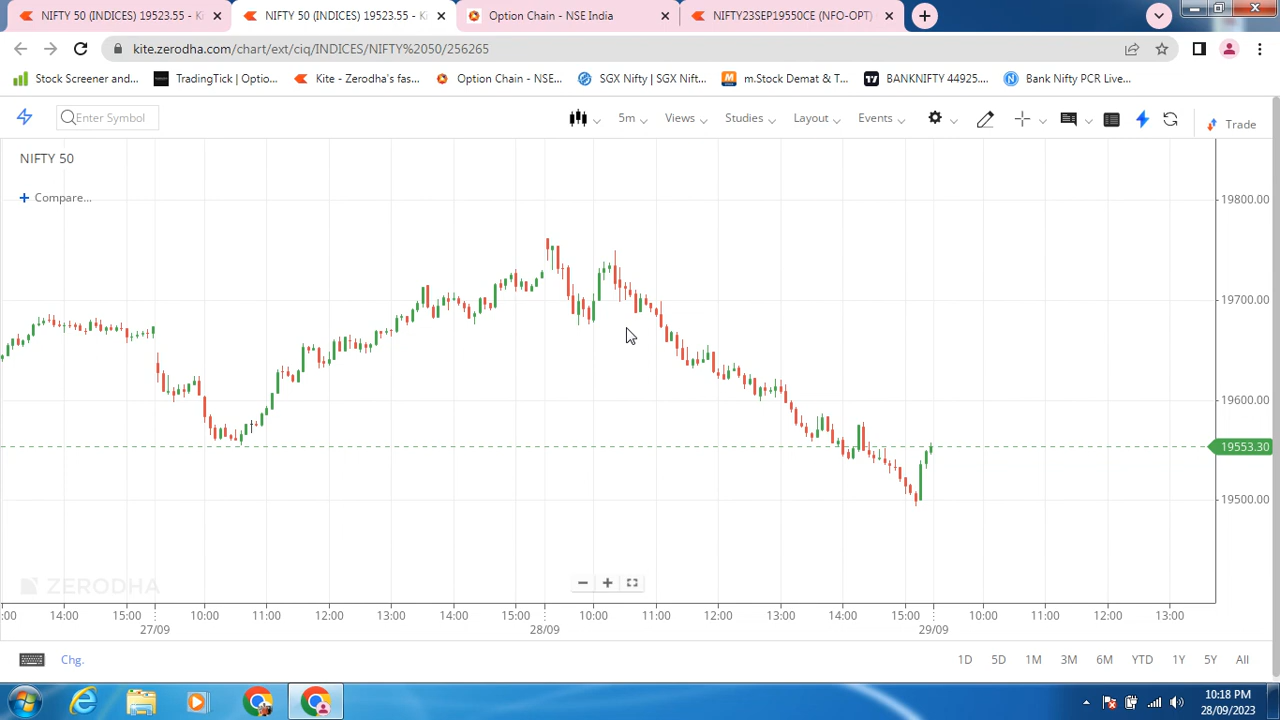 NIFTY 50 (INDICES) 19523.55 - Ki
NIFTY 50 (INDICES) 19523.55 - Ki
Option Chain - NSE India
NIFTY23SEP19550CE (NFO-OPT)
kite.zerodha.com/chart/ext/ciq/INDICES/NIFTY%2050/256265
Stock Screener and...
TradingTick | Optio...
Kite - Zerodha's fas...
Option Chain - NSE...
SGX Nifty | SGX Nift...
m.Stock Demat & T...
BANKNIFTY 44925....
Bank Nifty PCR Live...
Enter Symbol
5m
Views
Studies
Layout
Events
Trade
NIFTY 50
Compare...
19800.00
19700.00
19600.00
19553.30
19500.00
ZERODHA
:00 14:00 15:00 10:00 11:00 12:00 13:00 14:00 15:00 10:00 11:00 12:00 13:00 14:00 15:00 10:00 11:00 12:00 13:00
27/09 28/09 29/09
Chg.
1D 5D 1M 3M 6M YTD 1Y 5Y All
10:18 PM
28/09/2023